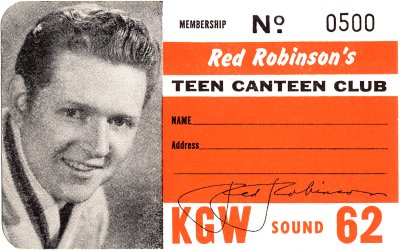 MEMBERSHIP Nº 0500
Red Robinson's
TEEN CANTEEN CLUB
NAME
Address
Red Robinson
KGW SOUND 62